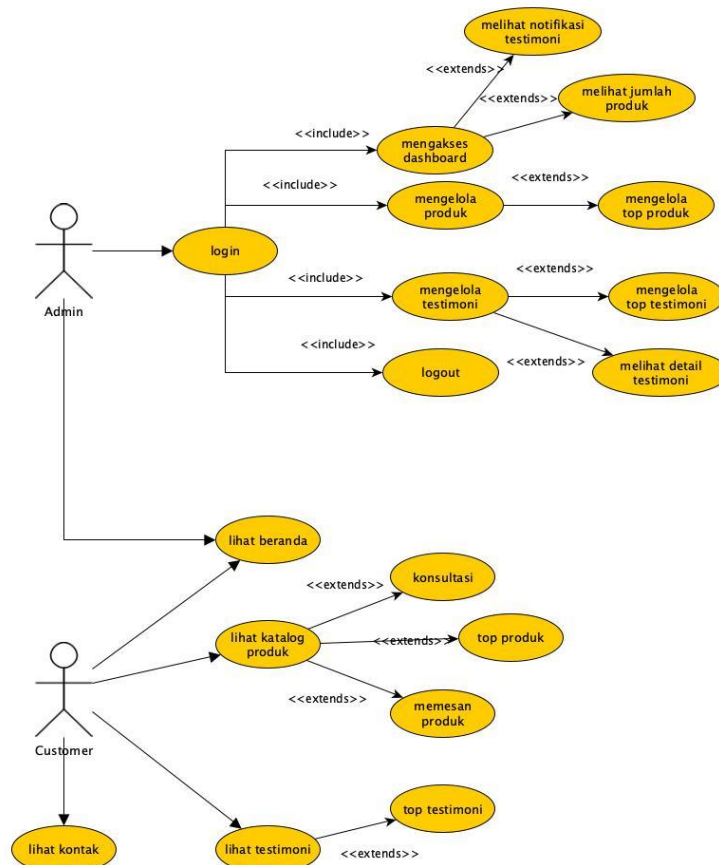 melihat notifikasi
testimoni
<<extends>>
<<extends>>
melihat jumlah
produk
<<include>>
mengakses
dashboard
<<include>>
mengelola
produk
<<extends>>
mengelola
top produk
login
Admin
<<include>>
mengelola
testimoni
<<extends>>
mengelola
top testimoni
<<include>>
logout
<<extends>>
melihat detail
testimoni
lihat beranda
konsultasi
<<extends>>
lihat katalog
produk
<<extends>>
top produk
<<extends>>
memesan
produk
Customer
top testimoni
lihat kontak
lihat testimoni
<<extends>>